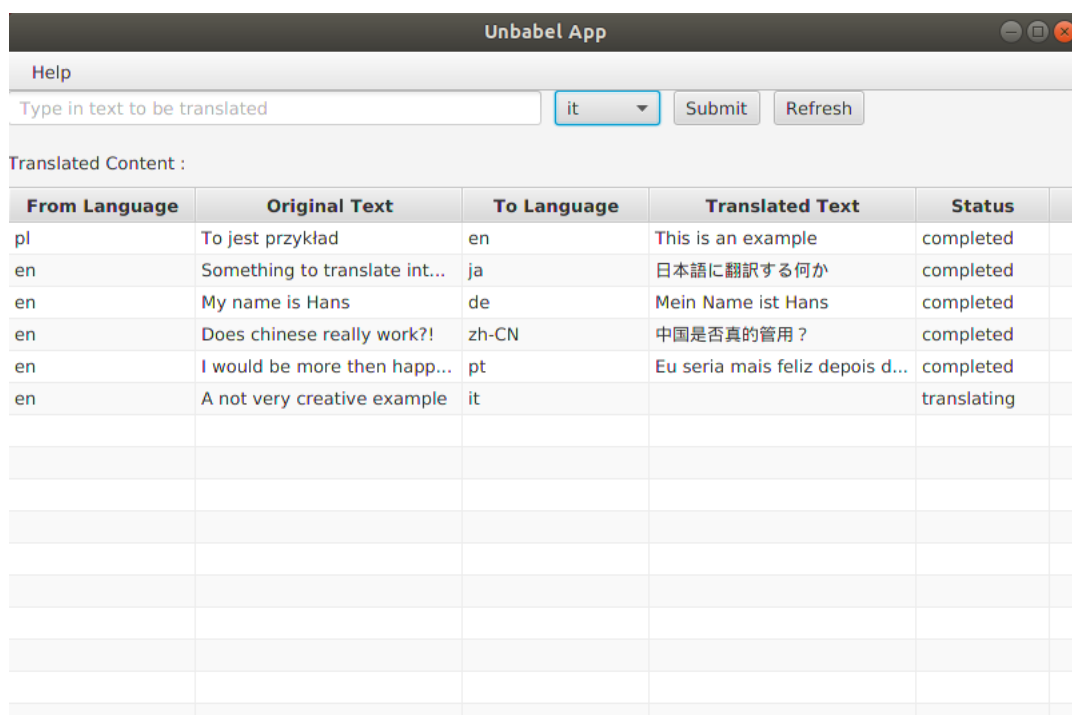 Unbabel App
Help
Type in text to be translated it Submit Refresh
Translated Content :
From Language Original Text To Language Translated Text Status
pl To jest przykład en This is an example completed
en Something to translate int... ja 日本語に翻訳する何か completed
en My name is Hans de Mein Name ist Hans completed
en Does chinese really work?! zh-CN 中国是否真的管用？ completed
en I would be more then happ... pt Eu seria mais feliz depois d... completed
en A not very creative example it translating